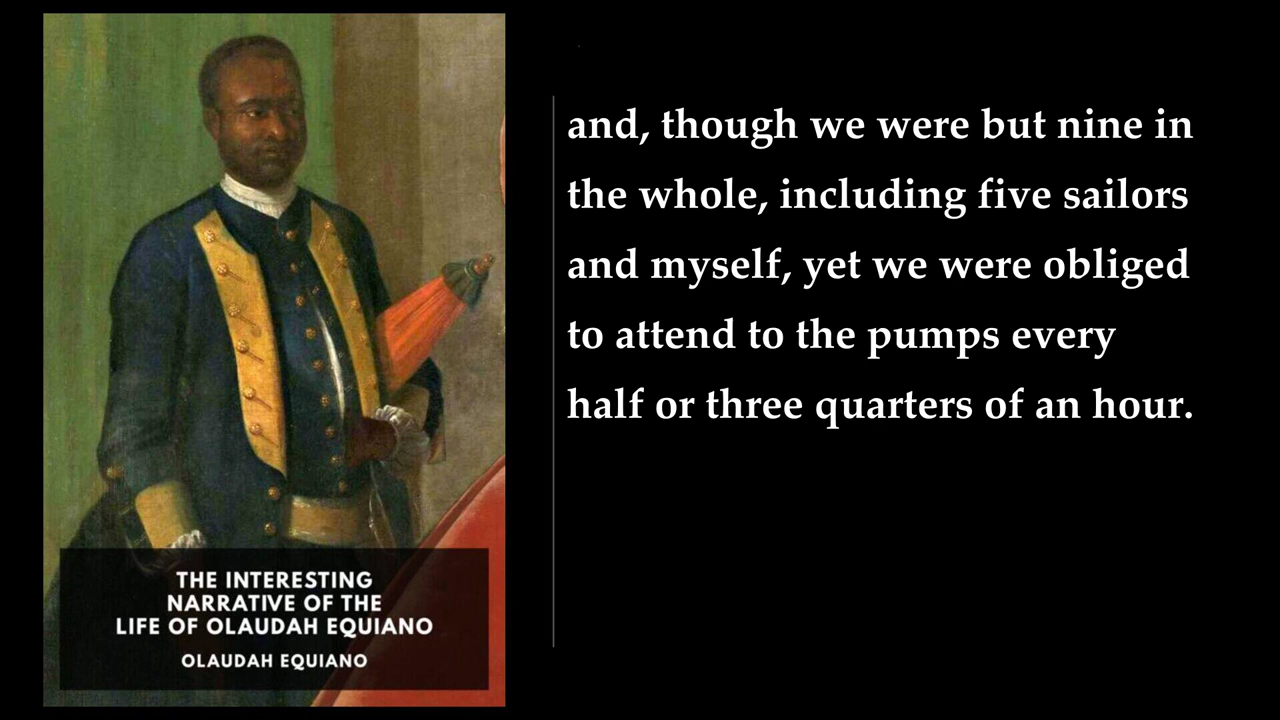 and, though we were but nine in
the whole, including five sailors
and myself, yet we were obliged
to attend to the pumps every
half or three quarters of an hour.
THE INTERESTING
NARRATIVE OF THE
LIFE OF OLAUDAH EQUIANO
OLAUDAH EQUIANO